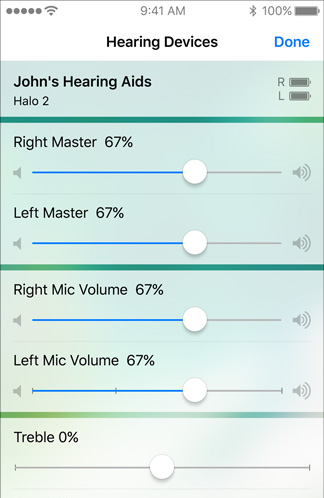 9:41 AM 100%
Hearing Devices Done
John's Hearing Aids R
Halo 2 L
Right Master 67%
Left Master 67%
Right Mic Volume 67%
Left Mic Volume 67%
Treble 0%